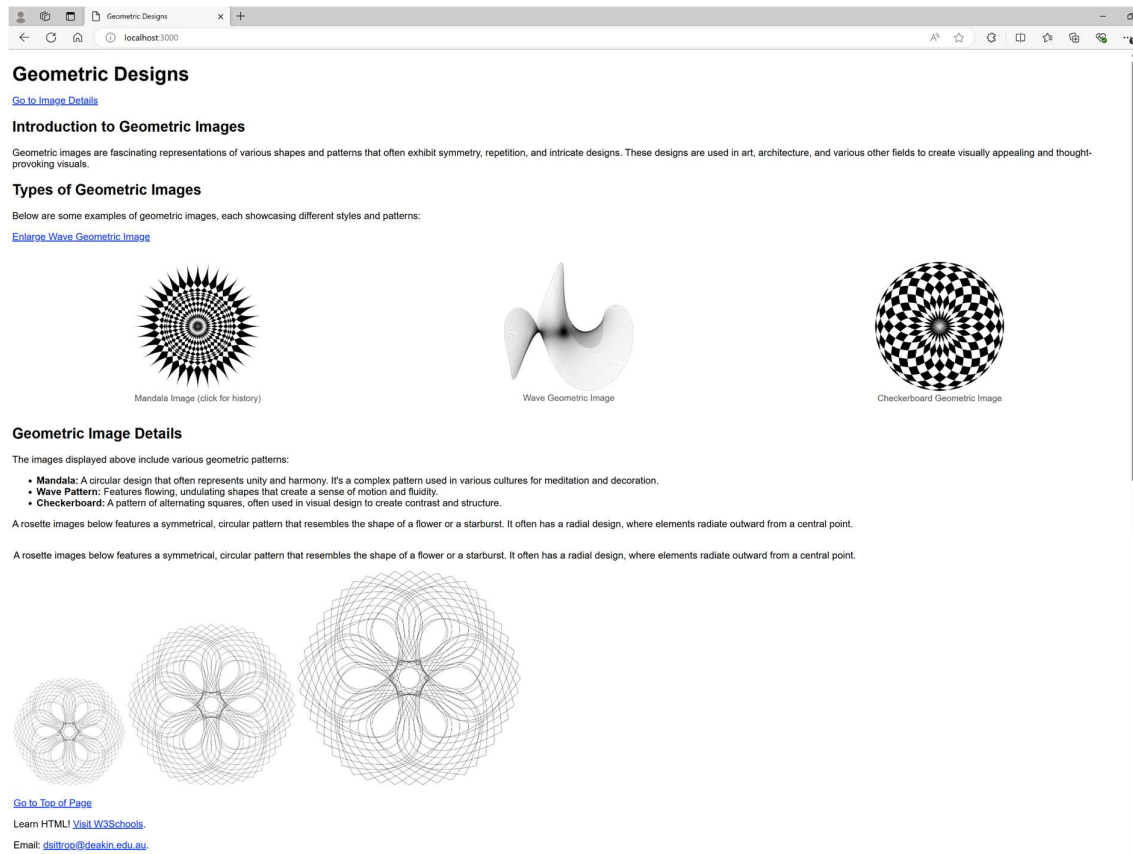 Geometric Designs
localhost:3000
Geometric Designs
Go to Image Details
Introduction to Geometric Images
Geometric images are fascinating representations of various shapes and patterns that often exhibit symmetry, repetition, and intricate designs. These designs are used in art, architecture, and various other fields to create visually appealing and thought-
provoking visuals.
Types of Geometric Images
Below are some examples of geometric images, each showcasing different styles and patterns:
Enlarge Wave Geometric Image
Mandala Image (click for history)
Wave Geometric Image
Checkerboard Geometric Image
Geometric Image Details
The images displayed above include various geometric patterns:
• Mandala: A circular design that often represents unity and harmony. It's a complex pattern used in various cultures for meditation and decoration.
• Wave Pattern: Features flowing, undulating shapes that create a sense of motion and fluidity.
• Checkerboard: A pattern of alternating squares, often used in visual design to create contrast and structure.
A rosette images below features a symmetrical, circular pattern that resembles the shape of a flower or a starburst. It often has a radial design, where elements radiate outward from a central point.
A rosette images below features a symmetrical, circular pattern that resembles the shape of a flower or a starburst. It often has a radial design, where elements radiate outward from a central point.
Go to Top of Page
Learn HTML! Visit W3Schools.
Email: dsittrop@deakin.edu.au.